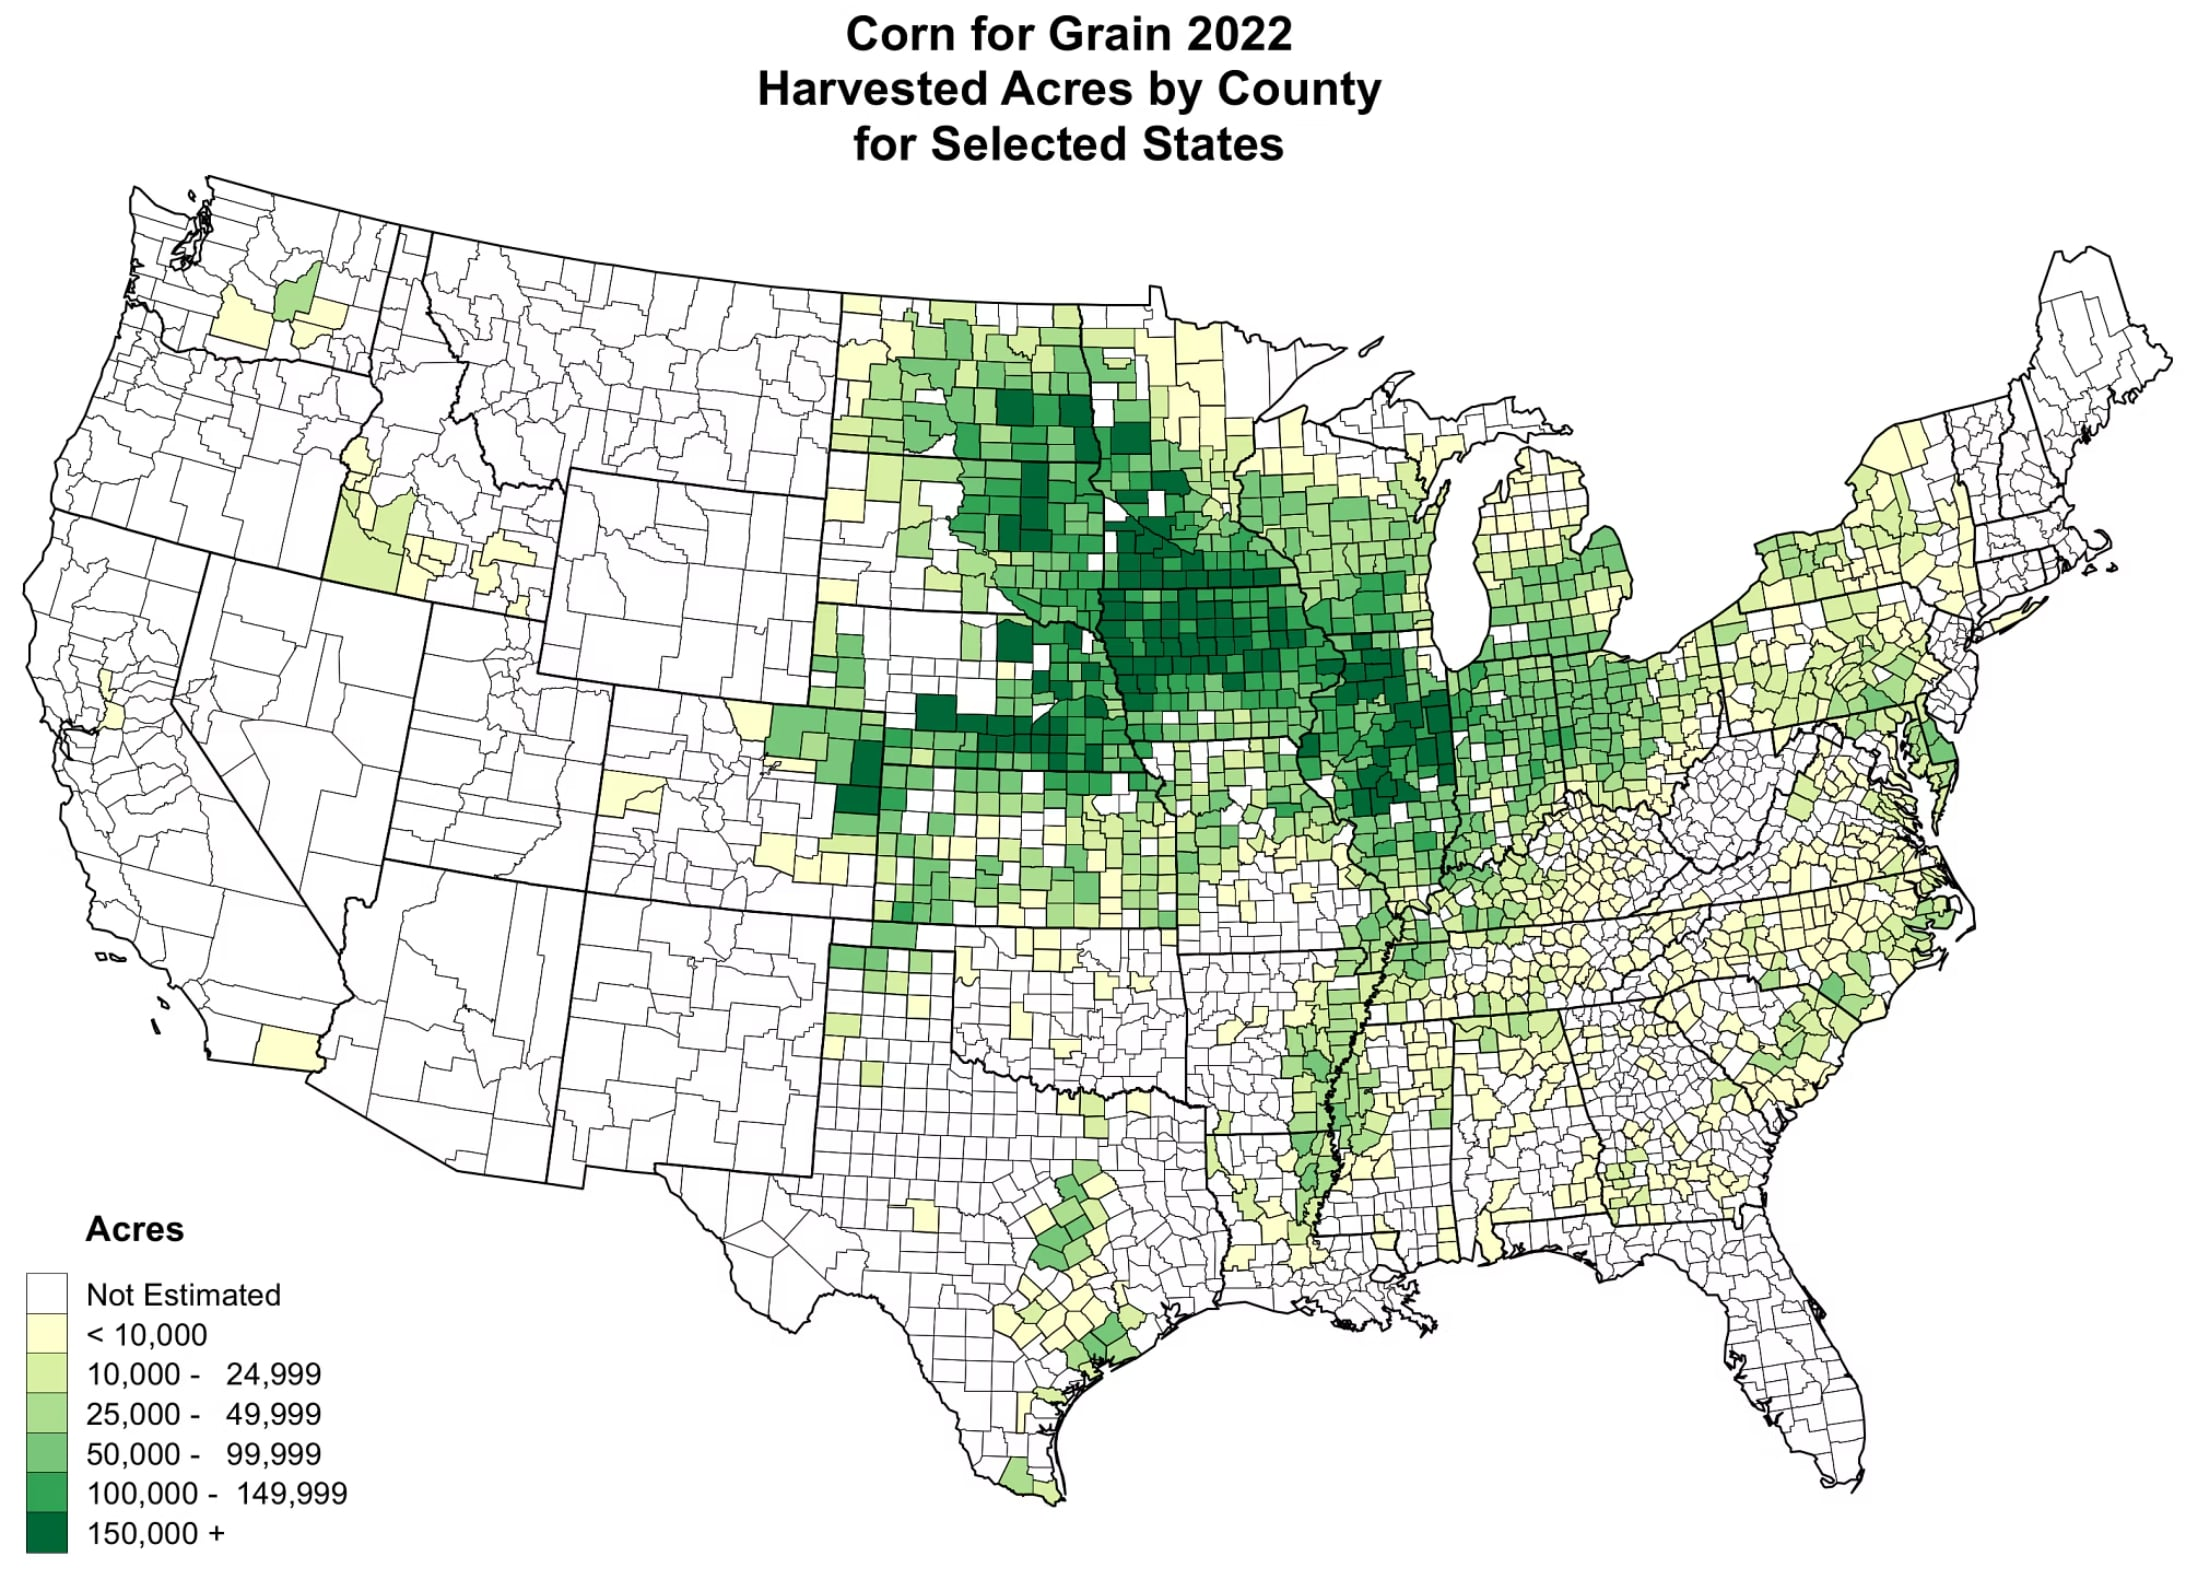 Corn for Grain 2022
Harvested Acres by County
for Selected States
Acres
Not Estimated
< 10,000
10,000 - 24,999
25,000 - 49,999
50,000 - 99,999
100,000 - 149,999
150,000 +